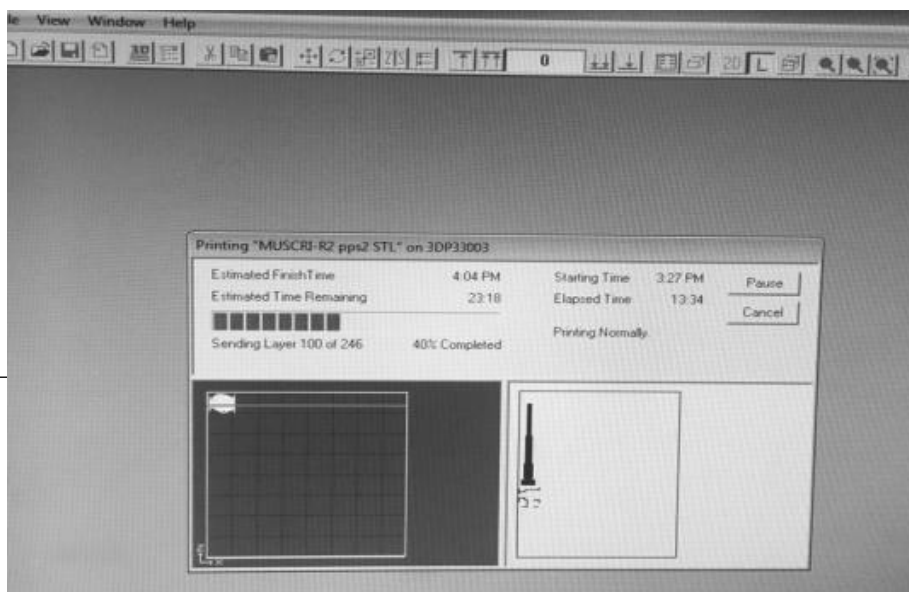 View Window Help
0 2D L
Printing "MUSCRI-R2 pps2 STL" on 3DP33003
Estimated FinishTime 4:04 PM Starting Time 3:27 PM Pause
Estimated Time Remaining 23:18 Elapsed Time 13:34 Cancel
Printing Normally.
Sending Layer 100 of 246 40% Completed